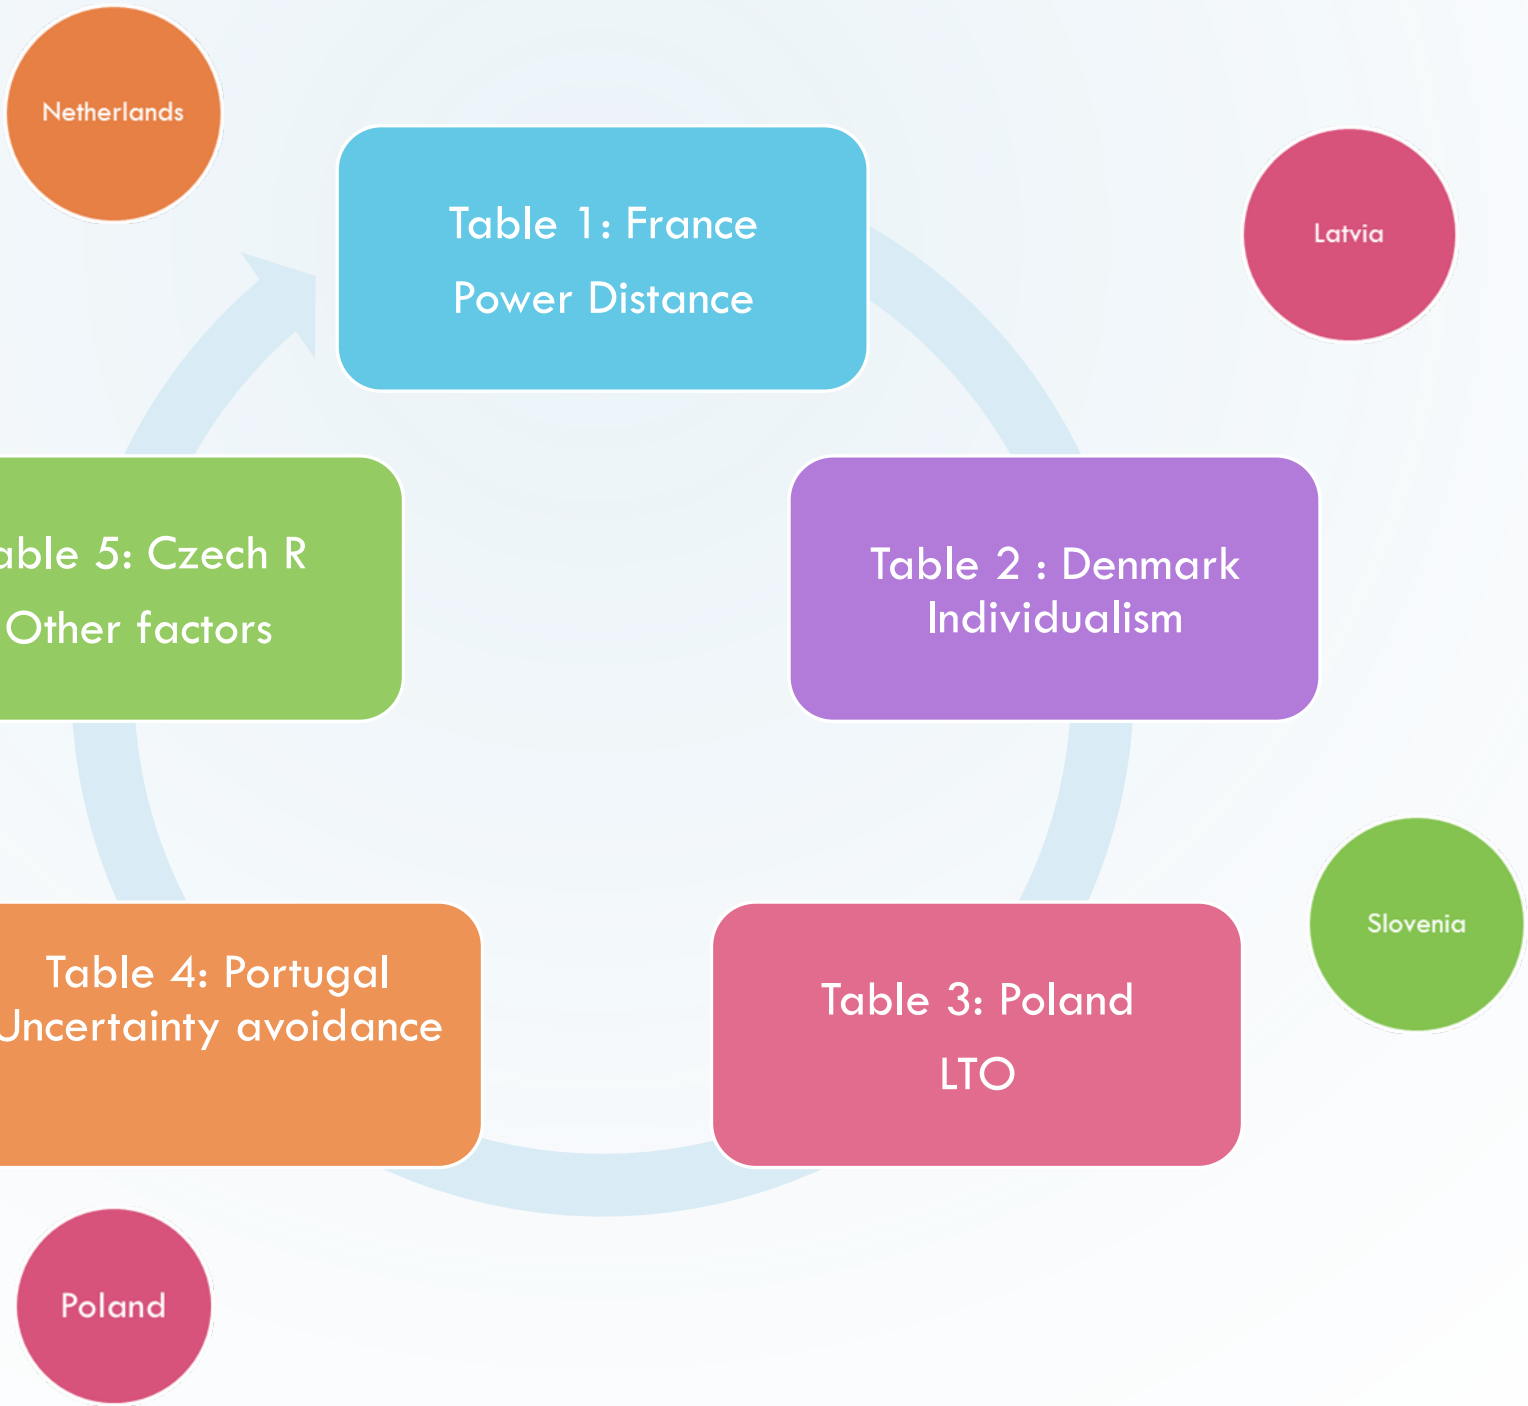 Netherlands
Table 1: France
Power Distance
Latvia
able 5: Czech R
Other factors
Table 2 : Denmark
Individualism
Slovenia
Table 4: Portugal
Uncertainty avoidance
Table 3: Poland
LTO
Poland